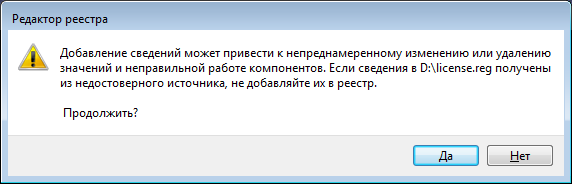 Редактор реестра
Добавление сведений может привести к непреднамеренному изменению или удалению
значений и неправильной работе компонентов. Если сведения в D:\license.reg получены
из недостоверного источника, не добавляйте их в реестр.
Продолжить?
Да
Нет